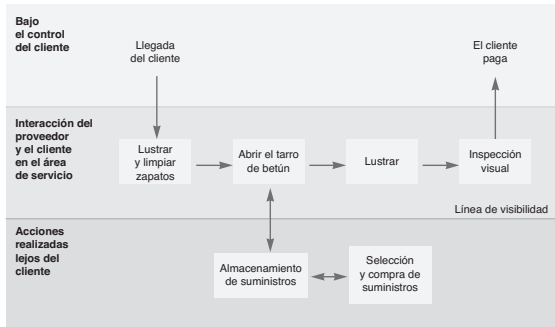 Bajo
el control
del cliente
Llegada
del cliente
El cliente
paga
Interacción del
proveedor
y el cliente
en el área
de servicio
Lustrar
y limpiar
zapatos
Abrir el tarro
de betún
Lustrar
Inspección
visual
Línea de visibilidad
Acciones
realizadas
lejos del
cliente
Almacenamiento
de suministros
Selección
y compra de
suministros